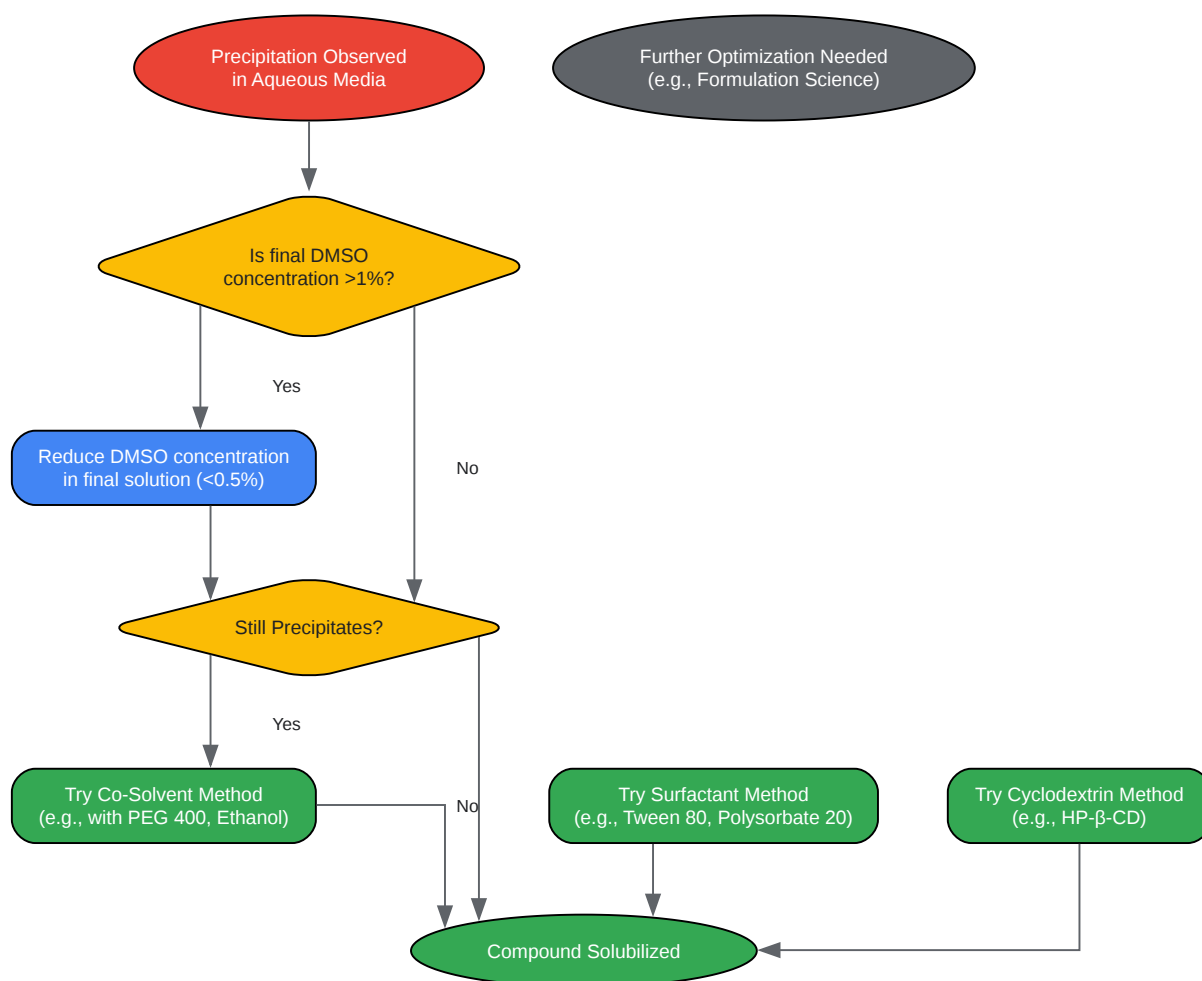 Precipitation Observed
in Aqueous Media
Further Optimization Needed
(e.g., Formulation Science)
Is final DMSO
concentration >1%?
Yes
No
Reduce DMSO concentration
in final solution (<0.5%)
Still Precipitates?
Yes
No
Try Co-Solvent Method
(e.g., with PEG 400, Ethanol)
Try Surfactant Method
(e.g., Tween 80, Polysorbate 20)
Try Cyclodextrin Method
(e.g., HP-β-CD)
Compound Solubilized